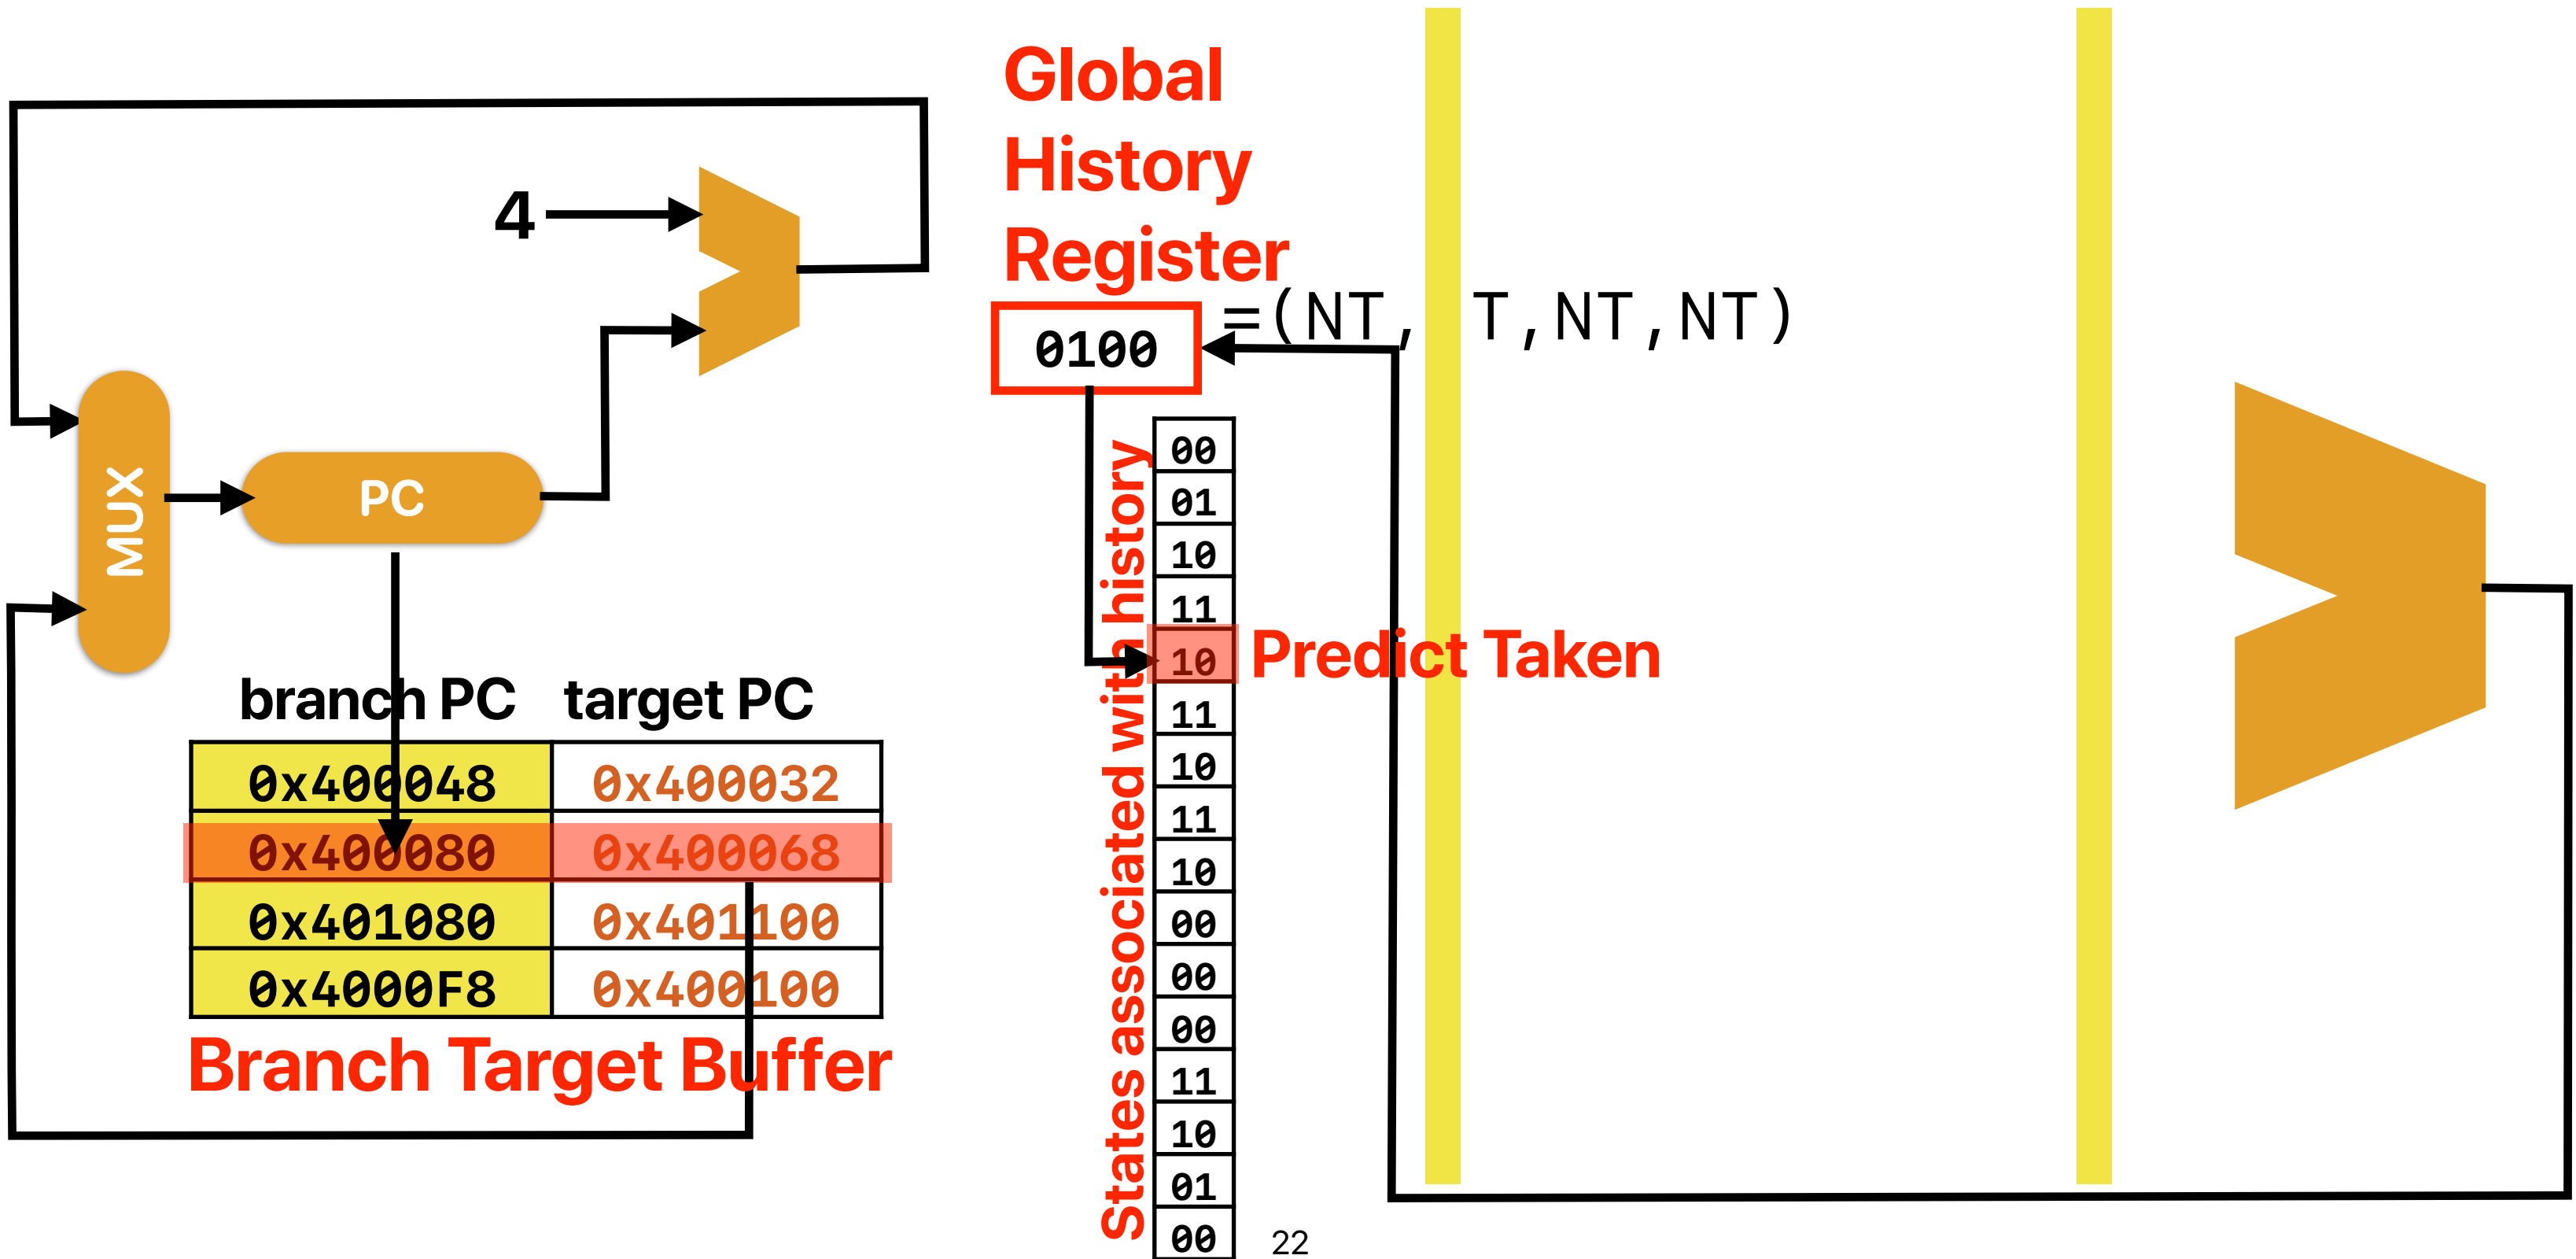 Global
History
Register
4
=(NT, T,NT,NT)
0100
MUX
PC
branch PC target PC
0x400048 0x400032
0x400080 0x400068
0x401080 0x401100
0x4000F8 0x400100
Branch Target Buffer
States associated with history
00
01
10
11
10 Predict Taken
11
10
11
10
00
00
00
11
10
01
00
22